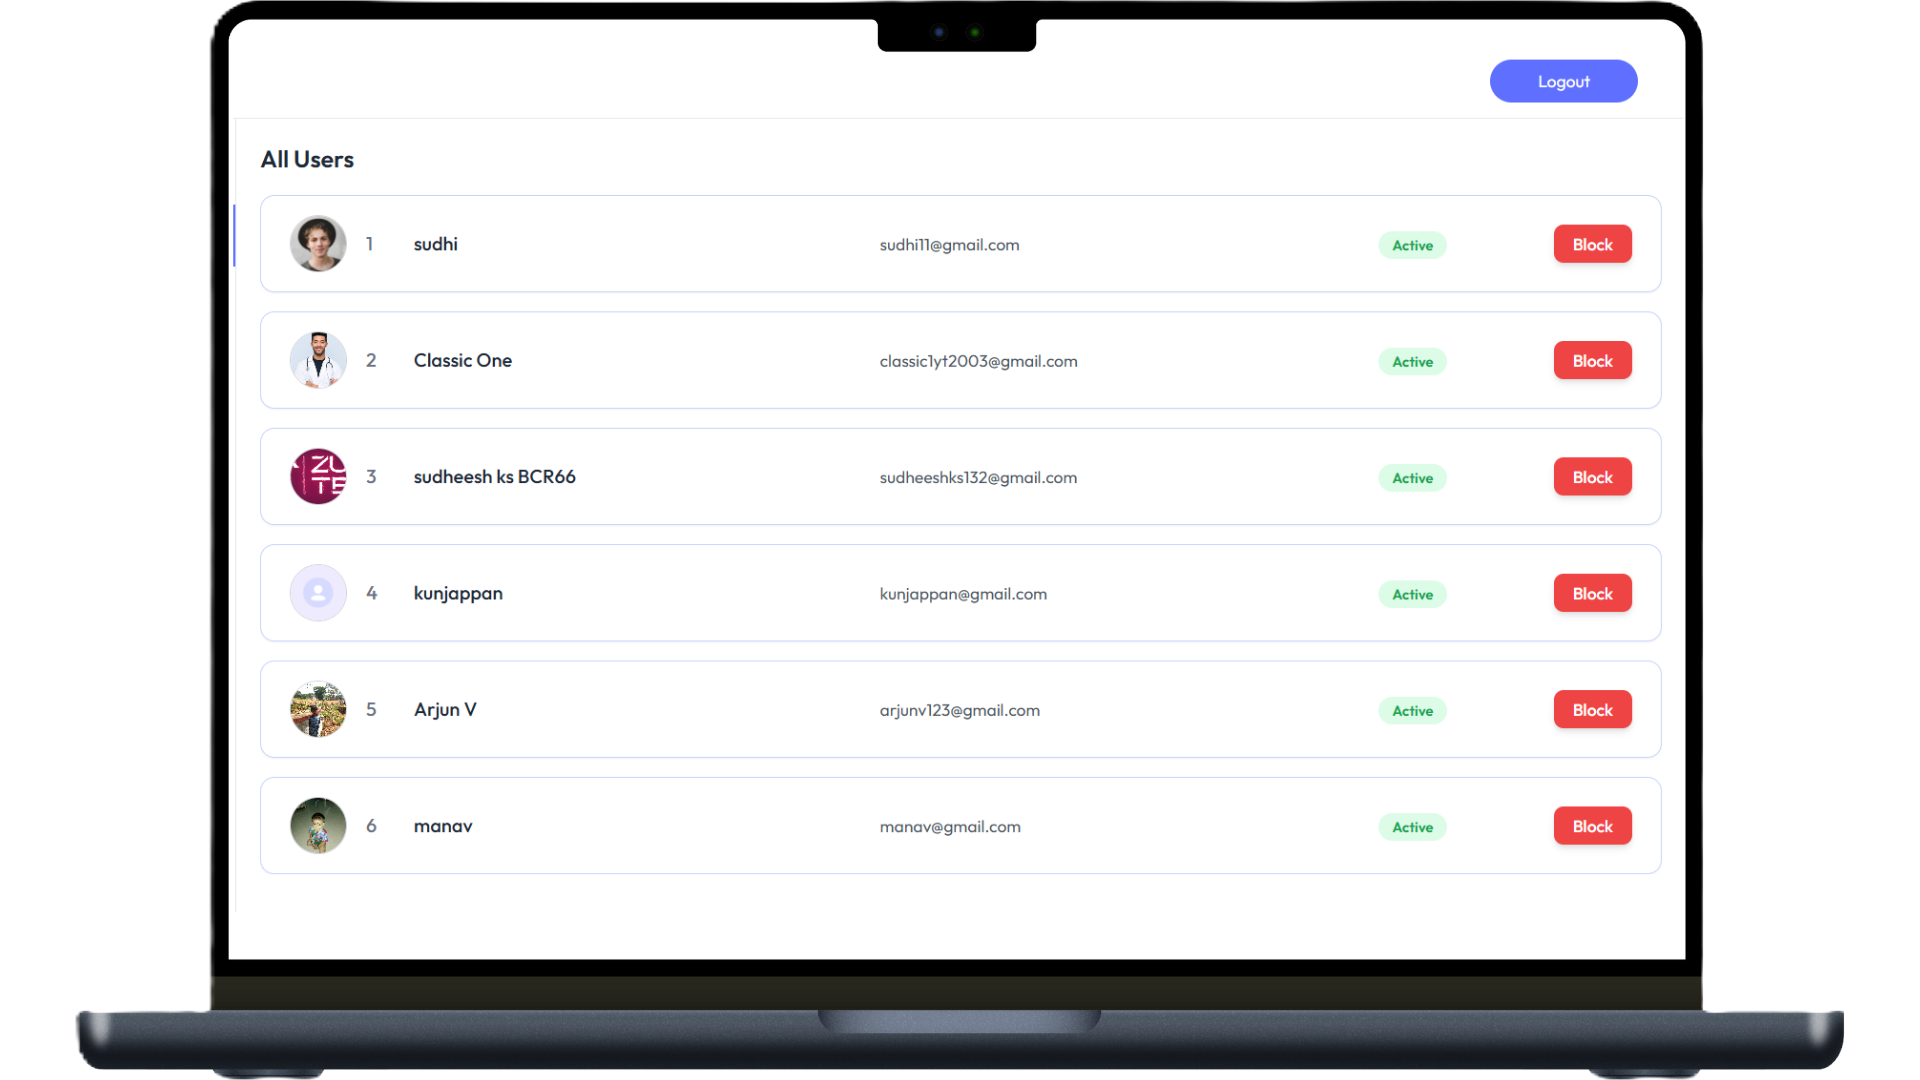 Logout
All Users
1 sudhi sudhi11@gmail.com Active Block
2 Classic One classic1yt2003@gmail.com Active Block
ZU
TE
3 sudheesh ks BCR66 sudheeshks132@gmail.com Active Block
4 kunjappan kunjappan@gmail.com Active Block
5 Arjun V arjunv123@gmail.com Active Block
6 manav manav@gmail.com Active Block